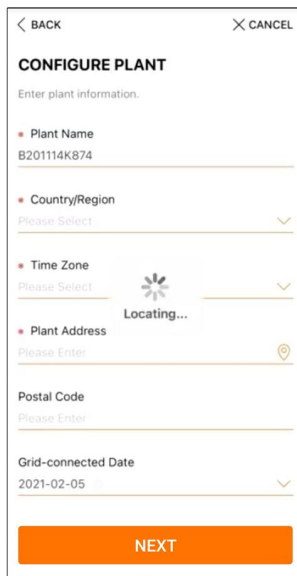 BACK
CANCEL
CONFIGURE PLANT
Enter plant information.
* Plant Name
B201114K874
* Country/Region
Please Select
* Time Zone
Please Select
Locating...
* Plant Address
Please Enter
Postal Code
Please Enter
Grid-connected Date
2021-02-05
NEXT